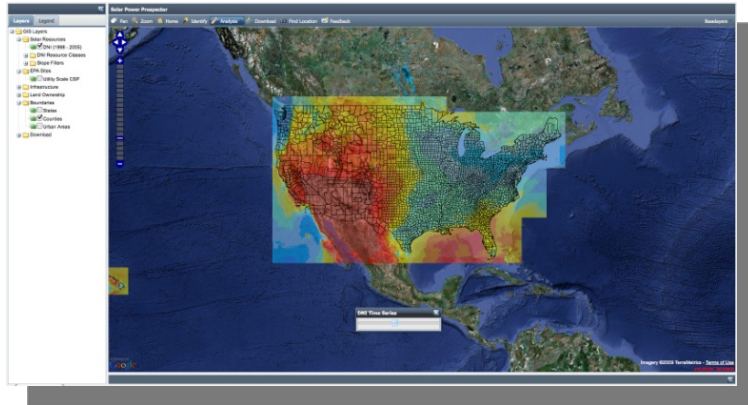 Solar Power Prospector
Layers Legend
Pan Zoom Home Identify Analysis Download Find Location Feedback Baselayers
GIS Layers
Solar Resources
DNI (1998 - 2005)
DNI Resource Classes
Slope Filters
EPA Sites
Utility Scale CSP
Infrastructure
Land Ownership
Boundaries
States
Counties
Urban Areas
Download
DNI Time Series
Imagery ©2009 TerraMetrics - Terms of Use